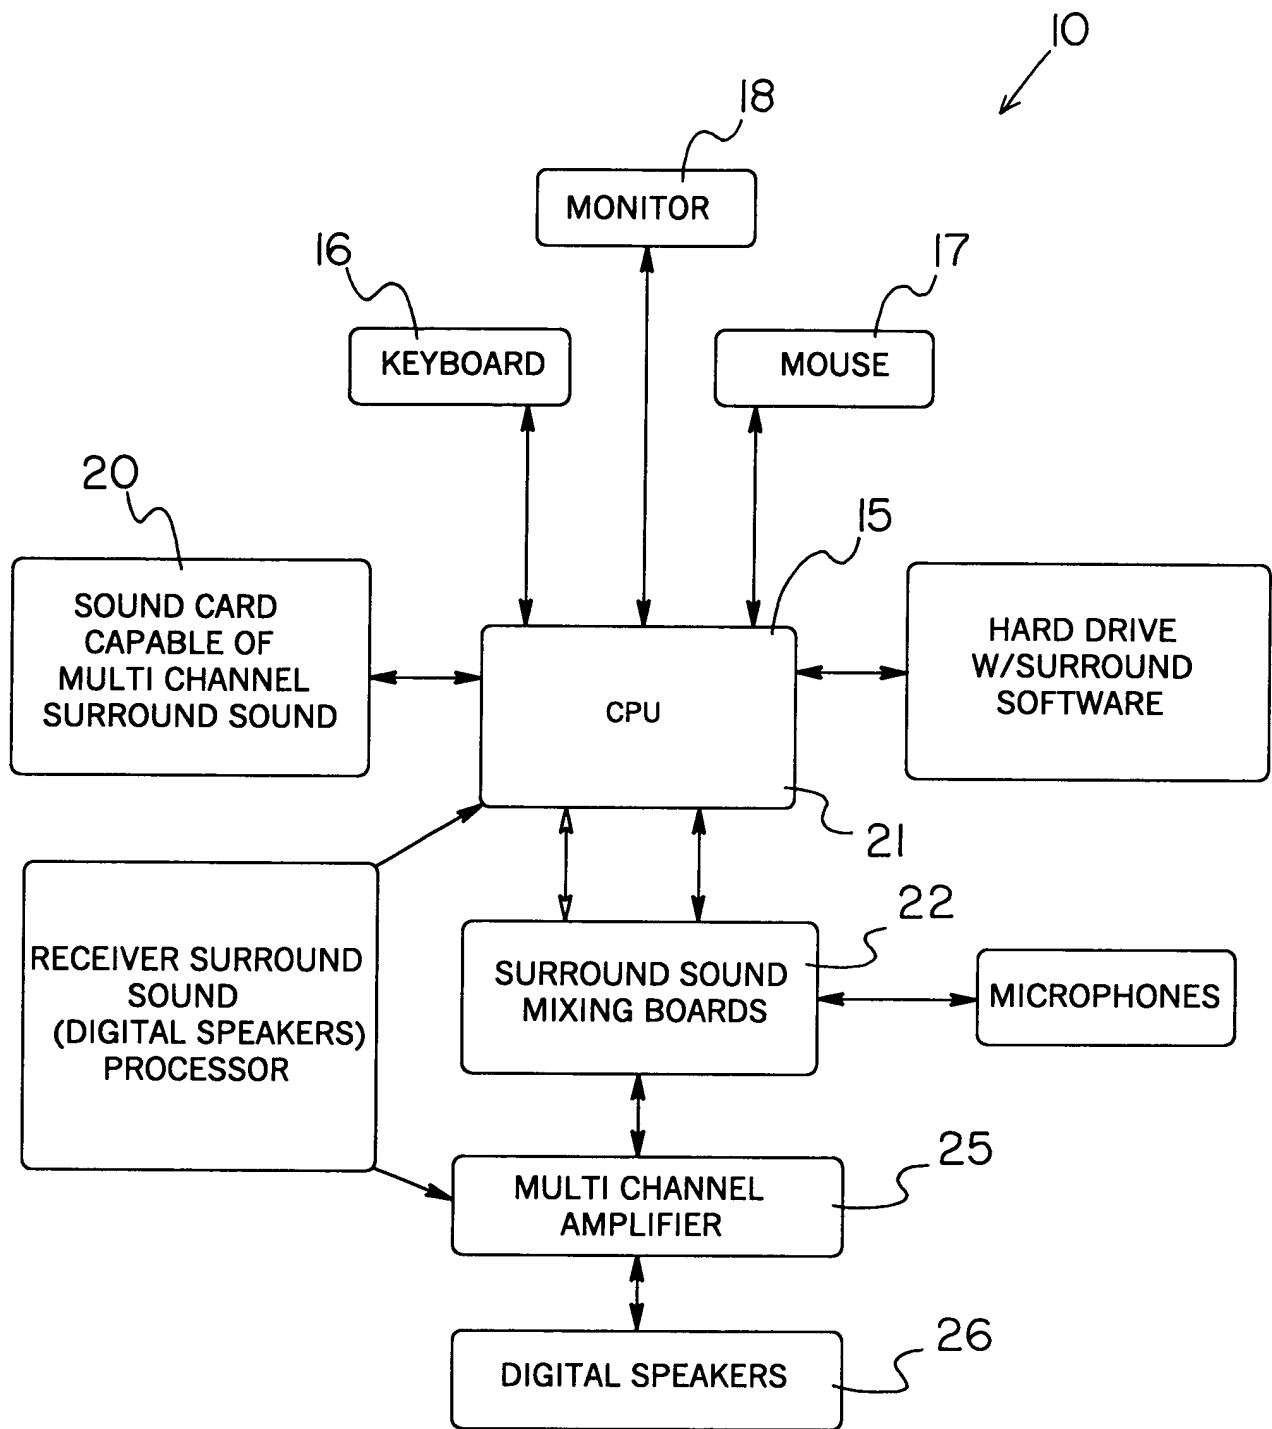 10
18
MONITOR
16
17
KEYBOARD
MOUSE
20
15
SOUND CARD
CAPABLE OF
MULTI CHANNEL
SURROUND SOUND
CPU
HARD DRIVE
W/SURROUND
SOFTWARE
21
22
RECEIVER SURROUND
SOUND
(DIGITAL SPEAKERS)
PROCESSOR
SURROUND SOUND
MIXING BOARDS
MICROPHONES
25
MULTI CHANNEL
AMPLIFIER
26
DIGITAL SPEAKERS